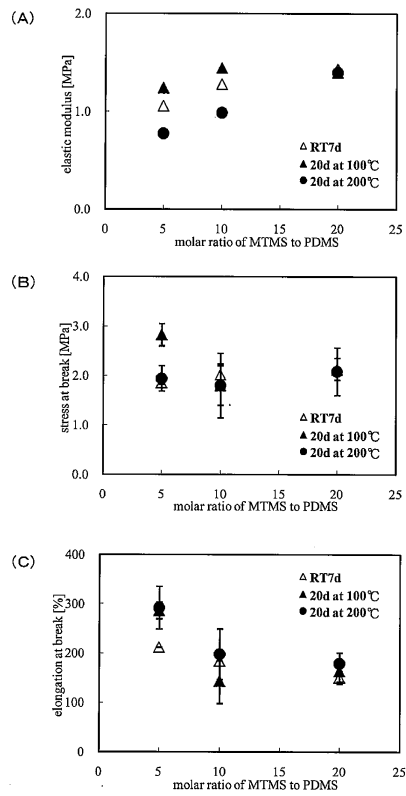 (A)
2.0
1.0
0.0
elastic modulus [MPa]
△ RT7d
▲ 20d at 100℃
● 20d at 200℃
0 5 10 15 20 25
molar ratio of MTMS to PDMS
(B)
4.0
3.0
2.0
1.0
0.0
stress at break [MPa]
△ RT7d
▲ 20d at 100℃
● 20d at 200℃
0 5 10 15 20 25
molar ratio of MTMS to PDMS
(C)
400
300
200
100
0
elongation at break [%]
△ RT7d
▲ 20d at 100℃
● 20d at 200℃
0 5 10 15 20 25
molar ratio of MTMS to PDMS